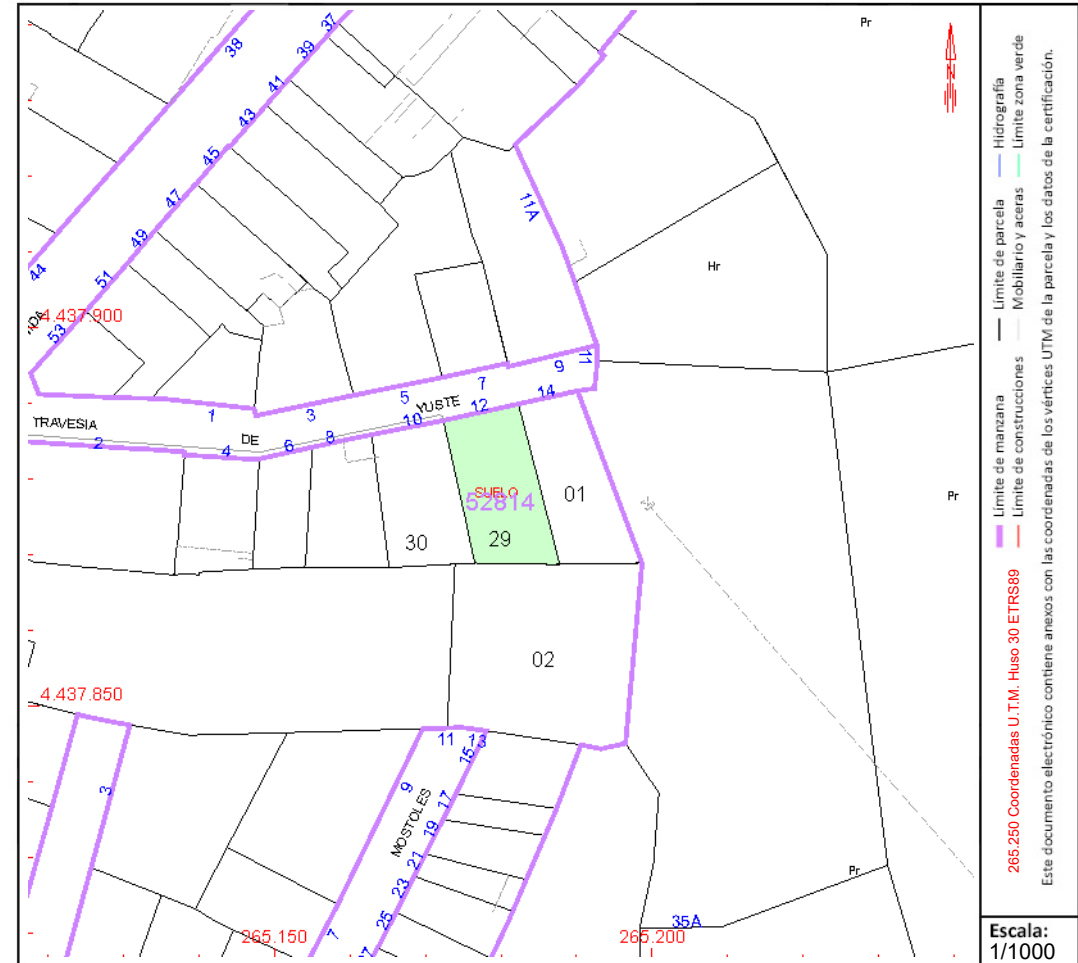 37
38
Pr
39
41
43
45
11A
47
49
Hr
44
51
4.437.900
53
11
9
7
5
14
YUSTE
12
3
1
10
TRAVESIA
DE
8
2
6
4
SUELO
01
52814
Pr
29
30
02
4.437.850
11
13
15
3
9
17
MOSTOLES
19
21
Pr
23
25
35A
7
265.150
265.200
Límite de manzana
Límite de parcela
Hidrografía
265.250 Coordenadas U.T.M. Huso 30 ETRS89
Límite de construcciones
Mobiliario y aceras
Límite zona verde
Este documento electrónico contiene anexos con las coordenadas de los vértices UTM de la parcela y los datos de la certificación.
Escala:
1/1000